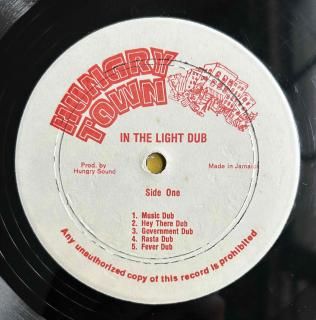 HUNGRY
TOWN
IN THE LIGHT DUB
Prod. by
Hungry Sound
Made in Jamaica
Side One
1. Music Dub
2. Hey There Dub
3. Government Dub
4. Rasta Dub
5. Fever Dub
Any unauthorized copy of this record is prohibited